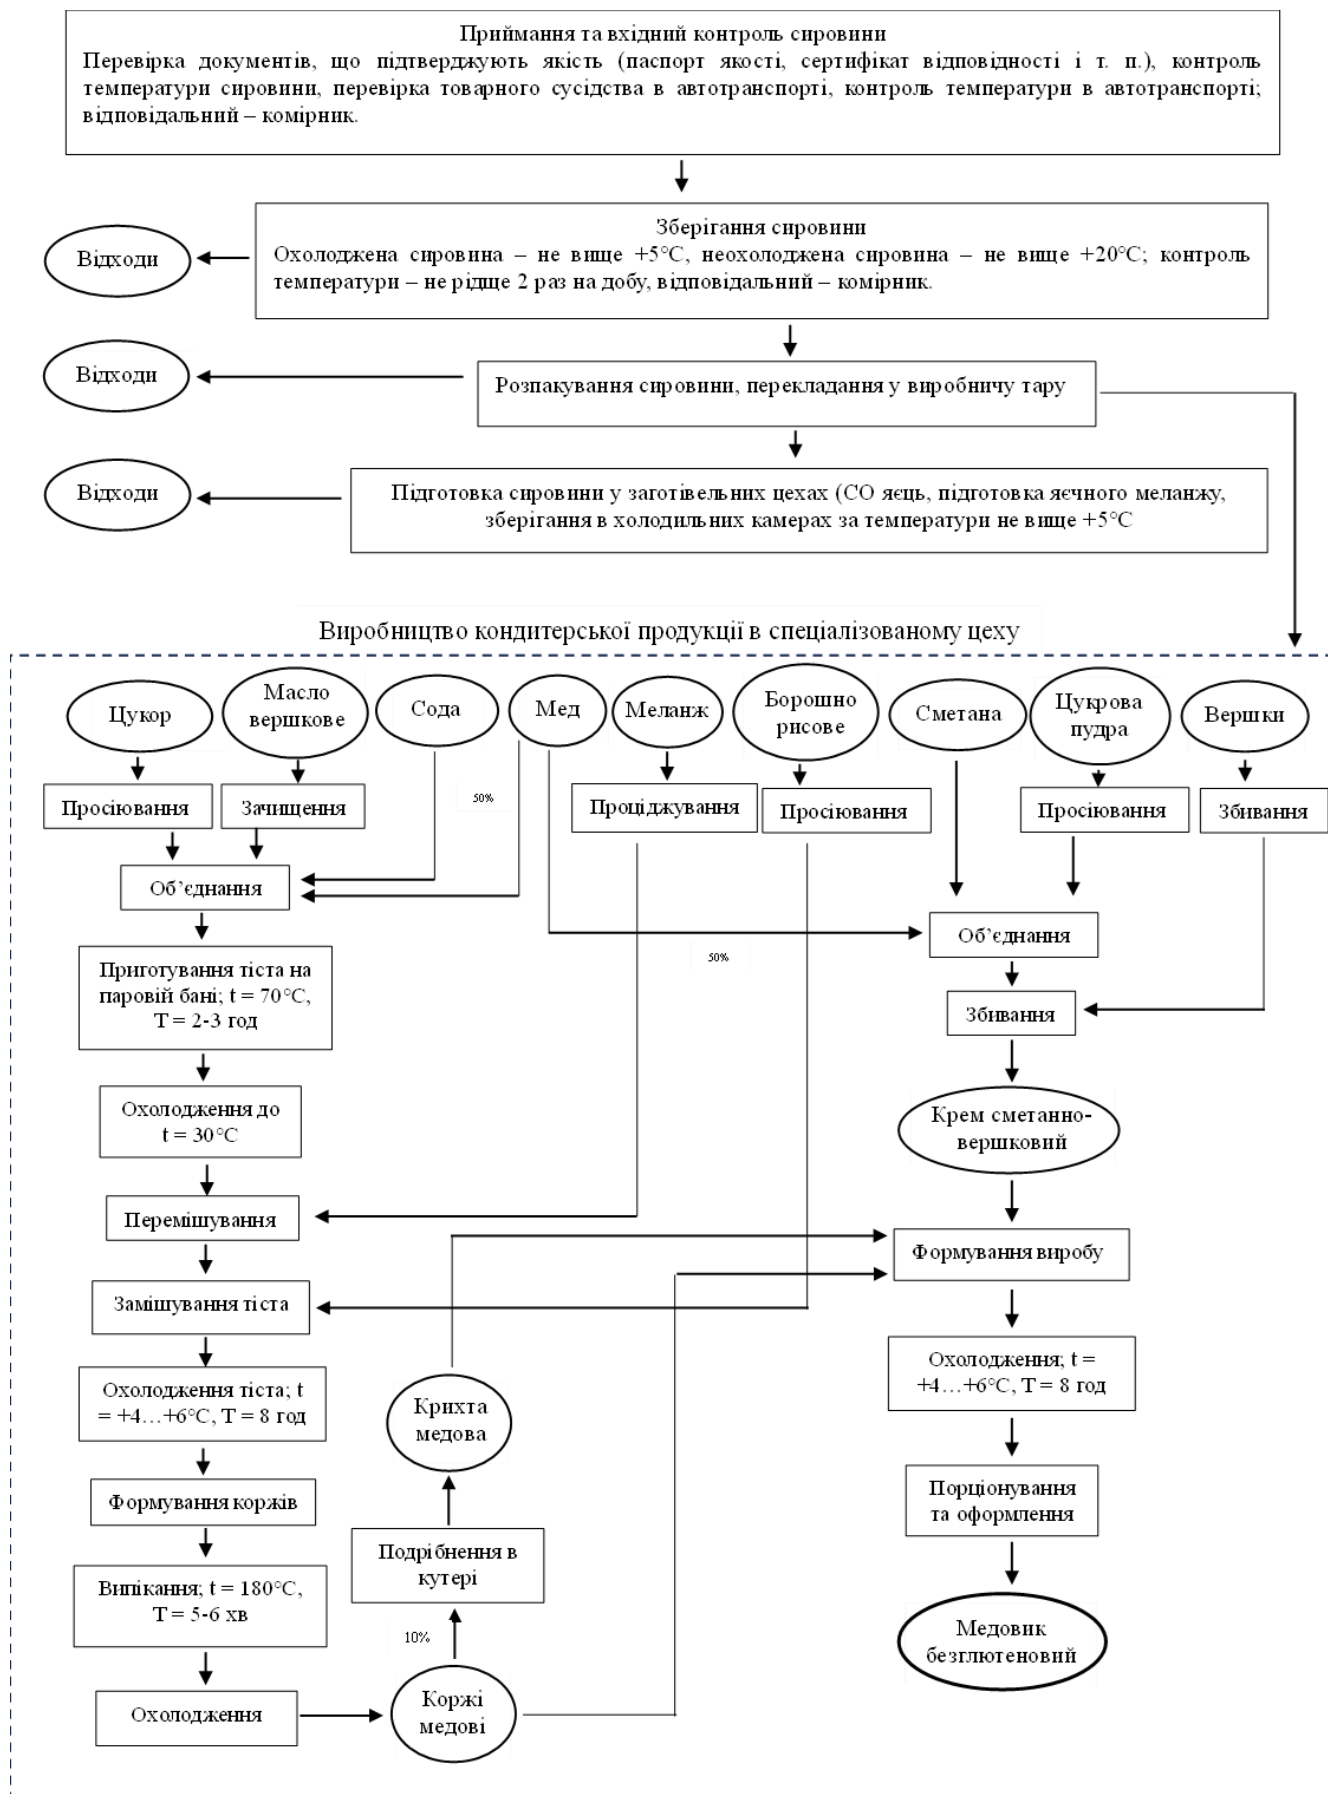 Приймання та вхідний контроль сировини
Перевірка документів, що підтверджують якість (паспорт якості, сертифікат відповідності і т. п.), контроль
температури сировини, перевірка товарного сусідства в автотранспорті, контроль температури в автотранспорті;
відповідальний – комірник.
Зберігання сировини
Охолоджена сировина – не вище +5°С, неохолоджена сировина – не вище +20°С; контроль
температури – не рідще 2 раз на добу, відповідальний – комірник.
Відходи
Відходи
Розпакування сировини, перекладання у виробничу тару
Відходи
Підготовка сировини у заготівельних цехах (СО яєць, підготовка яєчного меланжу,
зберігання в холодильних камерах за температури не вище +5°С
Виробництво кондитерської продукції в спеціалізованому цеху
Цукор
Масло
вершкове
Сода
Мед
Меланж
Борошно
рисове
Сметана
Цукрова
пудра
Вершки
Просіювання
Зачищення
50%
Проціджування
Просіювання
Просіювання
Збивання
Об’єднання
Об’єднання
50%
Приготування тіста на
паровій бані; t = 70°С,
Т = 2-3 год
Збивання
Охолодження до
t = 30°С
Крем сметанно-
вершковий
Перемішування
Формування виробу
Замішування тіста
Охолодження тіста; t
= +4…+6°С, Т = 8 год
Крихта
медова
Охолодження; t =
+4…+6°С, Т = 8 год
Формування коржів
Порціонування
та оформлення
Подрібнення в
кутері
Випікання; t = 180°С,
Т = 5-6 хв
10%
Медовик
безглютеновий
Охолодження
Коржі
медові